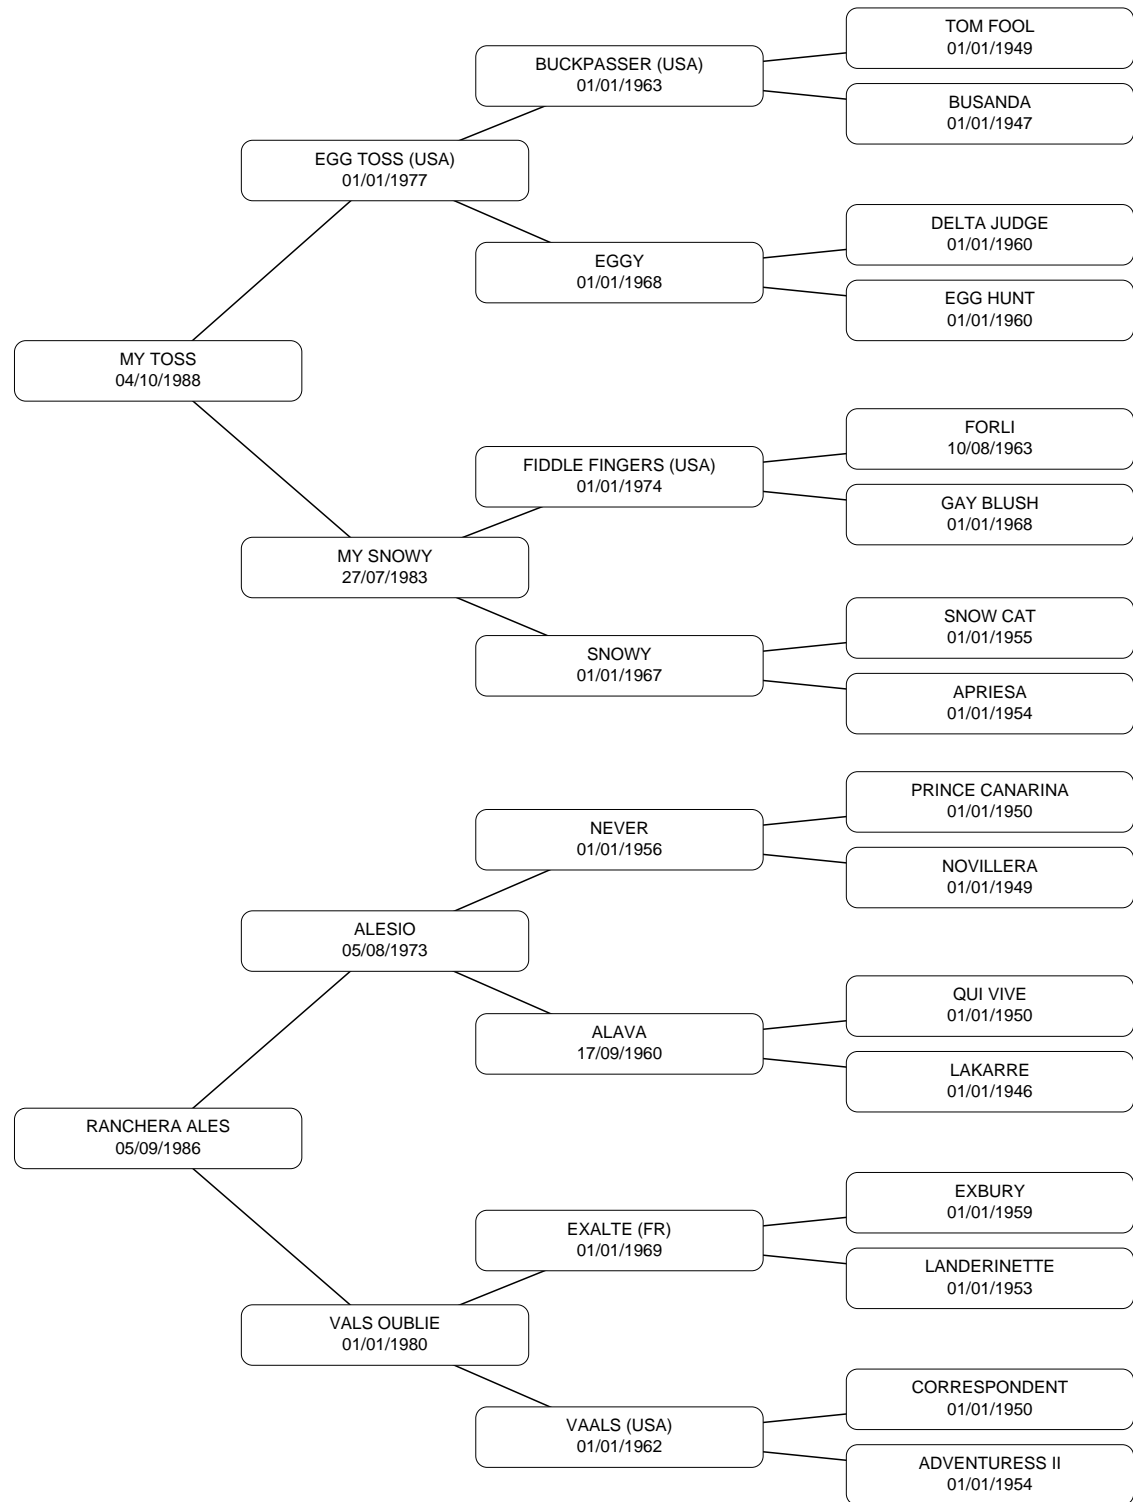 TOM FOOL
01/01/1949
BUCKPASSER (USA)
01/01/1963
BUSANDA
01/01/1947
EGG TOSS (USA)
01/01/1977
DELTA JUDGE
01/01/1960
EGGY
01/01/1968
EGG HUNT
01/01/1960
MY TOSS
04/10/1988
FORLI
10/08/1963
FIDDLE FINGERS (USA)
01/01/1974
GAY BLUSH
01/01/1968
MY SNOWY
27/07/1983
SNOW CAT
01/01/1955
SNOWY
01/01/1967
APRIESA
01/01/1954
PRINCE CANARINA
01/01/1950
NEVER
01/01/1956
NOVILLERA
01/01/1949
ALESIO
05/08/1973
QUI VIVE
01/01/1950
ALAVA
17/09/1960
LAKARRE
01/01/1946
RANCHERA ALES
05/09/1986
EXBURY
01/01/1959
EXALTE (FR)
01/01/1969
LANDERINETTE
01/01/1953
VALS OUBLIE
01/01/1980
CORRESPONDENT
01/01/1950
VAALS (USA)
01/01/1962
ADVENTURESS II
01/01/1954